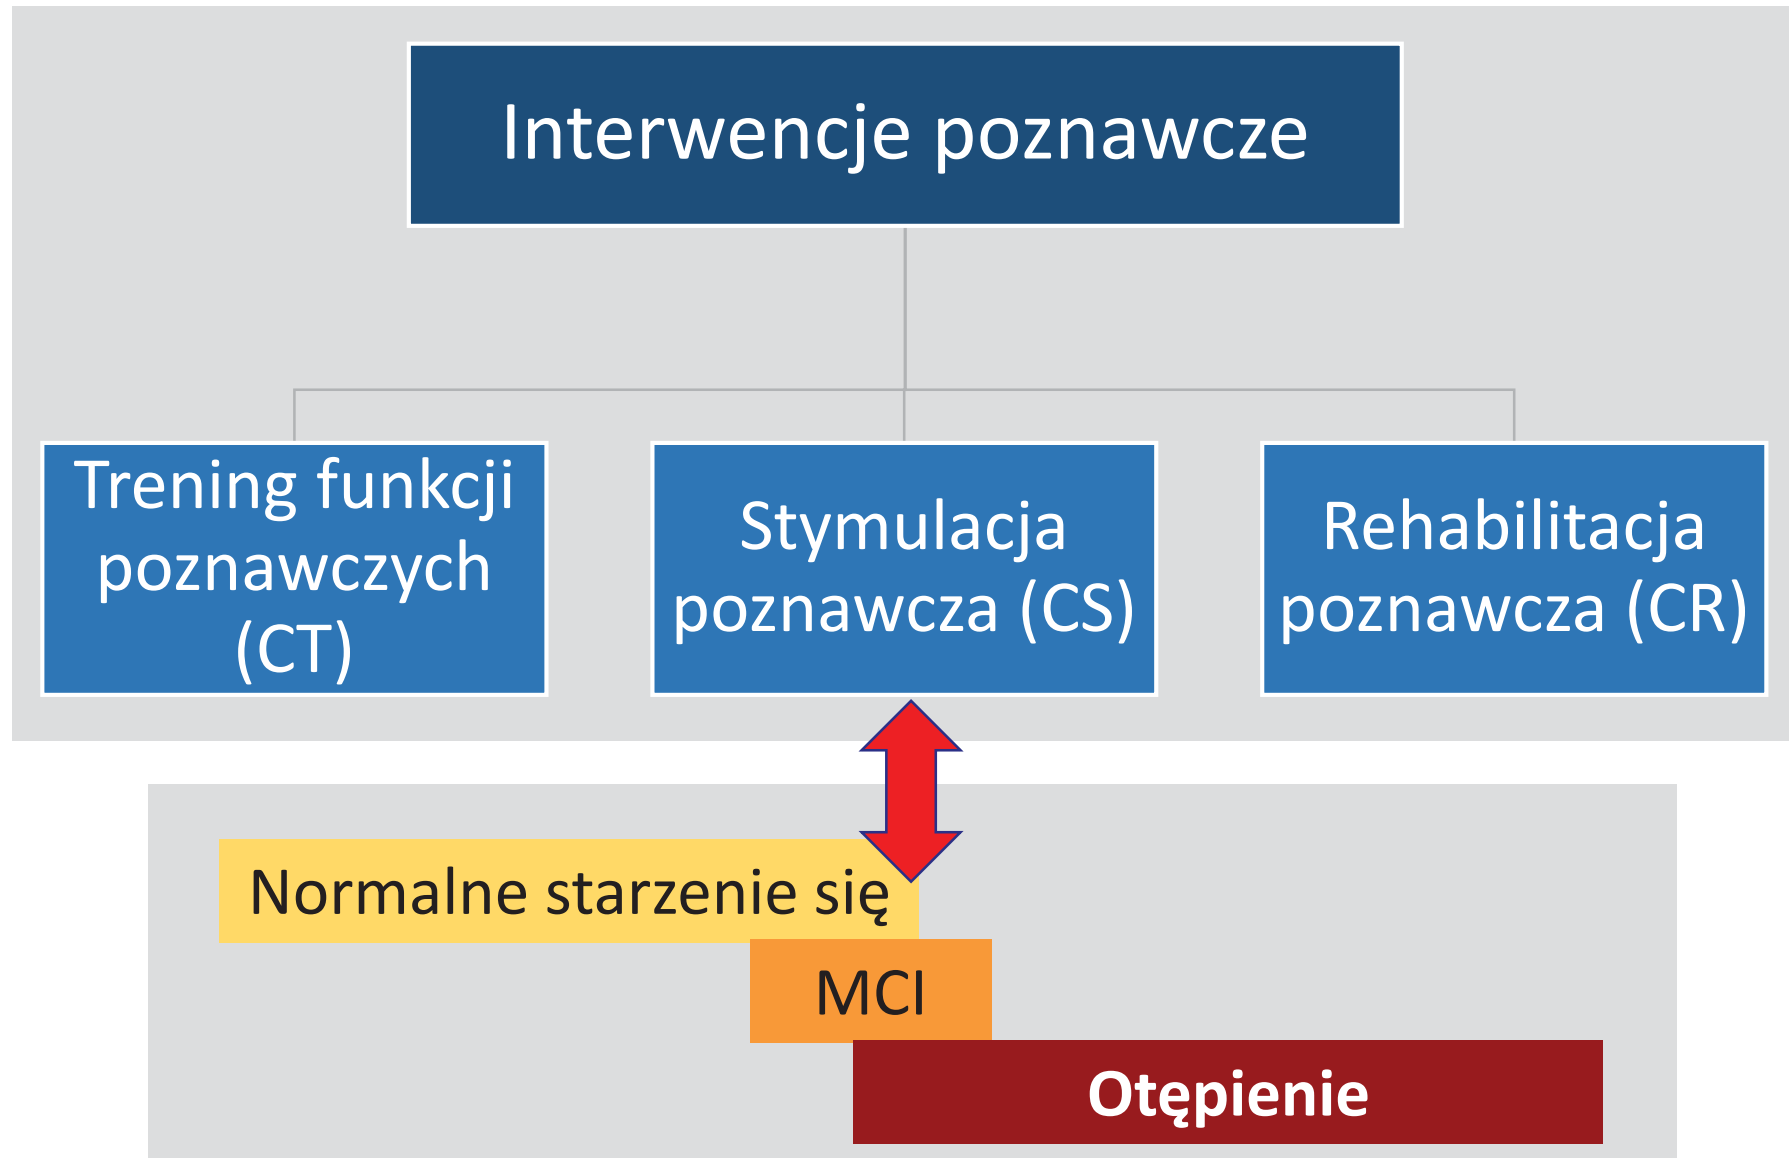 Interwencje poznawcze
Trening funkcji
poznawczych
(CT)
Stymulacja
poznawcza (CS)
Rehabilitacja
poznawcza (CR)
Normalne starzenie się
MCI
Otępienie